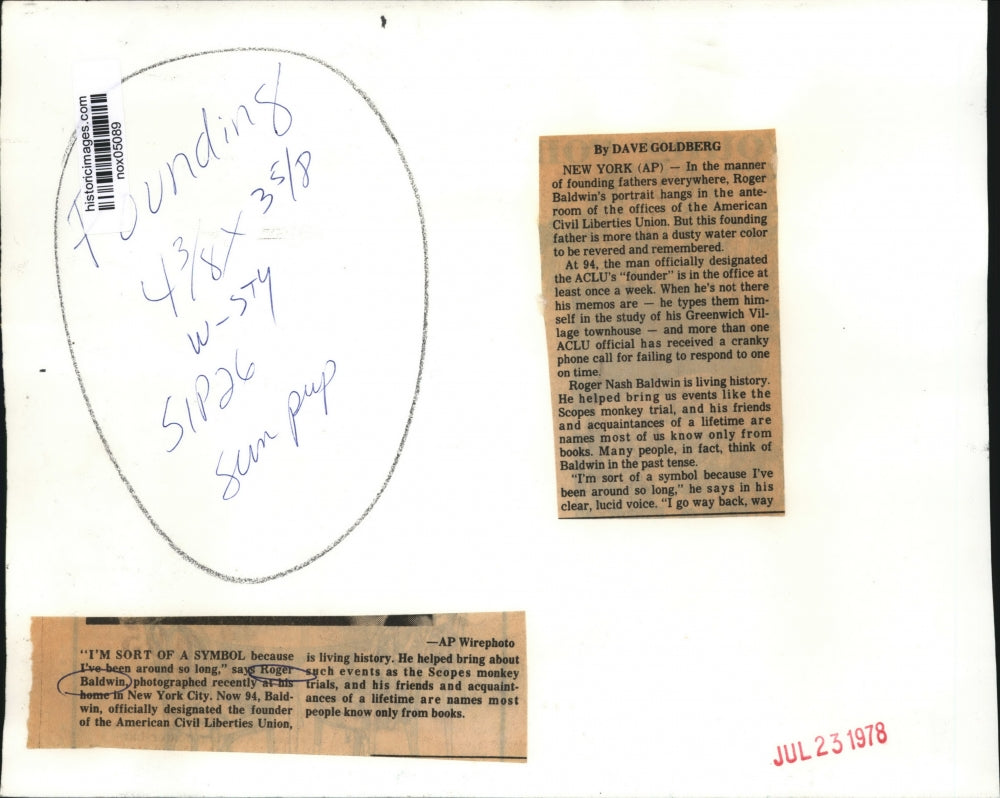 historicimages.com
nox05089
Founding
4 3/8 X 3 5/8
W-STY
S1P26
sun pup
By DAVE GOLDBERG
NEW YORK (AP) — In the manner
of founding fathers everywhere, Roger
Baldwin's portrait hangs in the ante-
room of the offices of the American
Civil Liberties Union. But this founding
father is more than a dusty water color
to be revered and remembered.
At 94, the man officially designated
the ACLU's "founder" is in the office at
least once a week. When he's not there
his memos are — he types them him-
self in the study of his Greenwich Vil-
lage townhouse — and more than one
ACLU official has received a cranky
phone call for failing to respond to one
on time.
Roger Nash Baldwin is living history.
He helped bring us events like the
Scopes monkey trial, and his friends
and acquaintances of a lifetime are
names most of us know only from
books. Many people, in fact, think of
Baldwin in the past tense.
"I'm sort of a symbol because I've
been around so long," he says in his
clear, lucid voice. "I go way back, way
—AP Wirephoto
"I'M SORT OF A SYMBOL because
I've been around so long," says Roger
Baldwin, photographed recently at his
home in New York City. Now 94, Bald-
win, officially designated the founder
of the American Civil Liberties Union,
is living history. He helped bring about
such events as the Scopes monkey
trials, and his friends and acquaint-
ances of a lifetime are names most
people know only from books.
JUL 23 1978